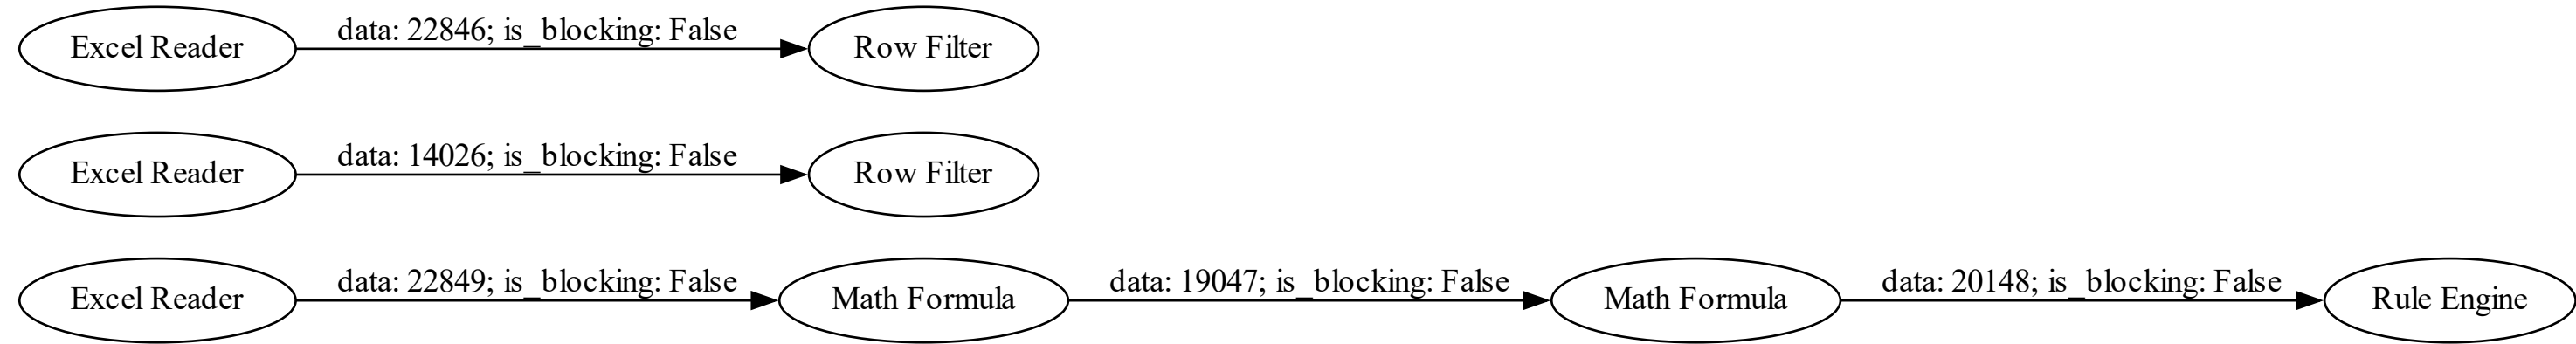 Excel Reader data: 22846; is_blocking: False Row Filter
Excel Reader data: 14026; is_blocking: False Row Filter
Excel Reader data: 22849; is_blocking: False Math Formula data: 19047; is_blocking: False Math Formula data: 20148; is_blocking: False Rule Engine